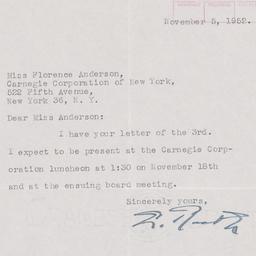 November 5, 1952.
Miss Florence Anderson,
Carnegie Corporation of New York,
522 Fifth Avenue,
New York 36, N. Y.
Dear Miss Anderson:
I have your letter of the 3rd.
I expect to be present at the Carnegie Corp-
oration luncheon at 1:30 on November 18th
and at the ensuing board meeting.
Sincerely yours,